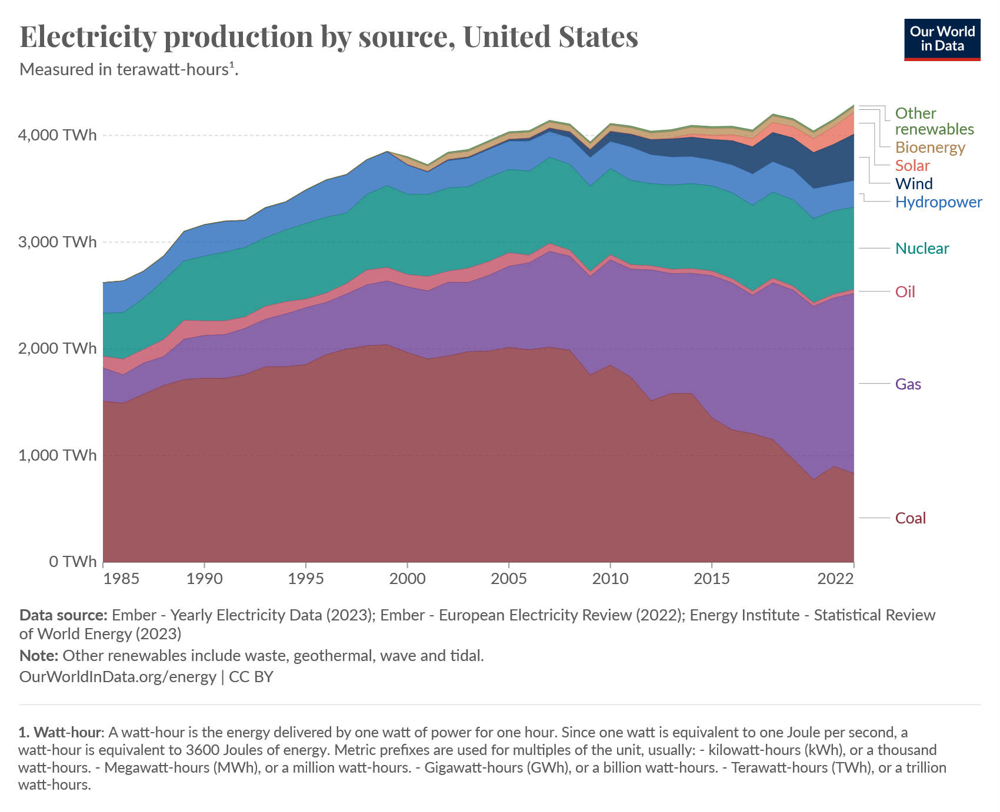 Electricity production by source, United States
Our World
in Data
Measured in terawatt-hours¹.
4,000 TWh
3,000 TWh
2,000 TWh
1,000 TWh
0 TWh
Other
renewables
Bioenergy
Solar
Wind
Hydropower
Nuclear
Oil
Gas
Coal
1985 1990 1995 2000 2005 2010 2015 2022
Data source: Ember - Yearly Electricity Data (2023); Ember - European Electricity Review (2022); Energy Institute - Statistical Review
of World Energy (2023)
Note: Other renewables include waste, geothermal, wave and tidal.
OurWorldInData.org/energy | CC BY
1. Watt-hour: A watt-hour is the energy delivered by one watt of power for one hour. Since one watt is equivalent to one Joule per second, a
watt-hour is equivalent to 3600 Joules of energy. Metric prefixes are used for multiples of the unit, usually: - kilowatt-hours (kWh), or a thousand
watt-hours. - Megawatt-hours (MWh), or a million watt-hours. - Gigawatt-hours (GWh), or a billion watt-hours. - Terawatt-hours (TWh), or a trillion
watt-hours.